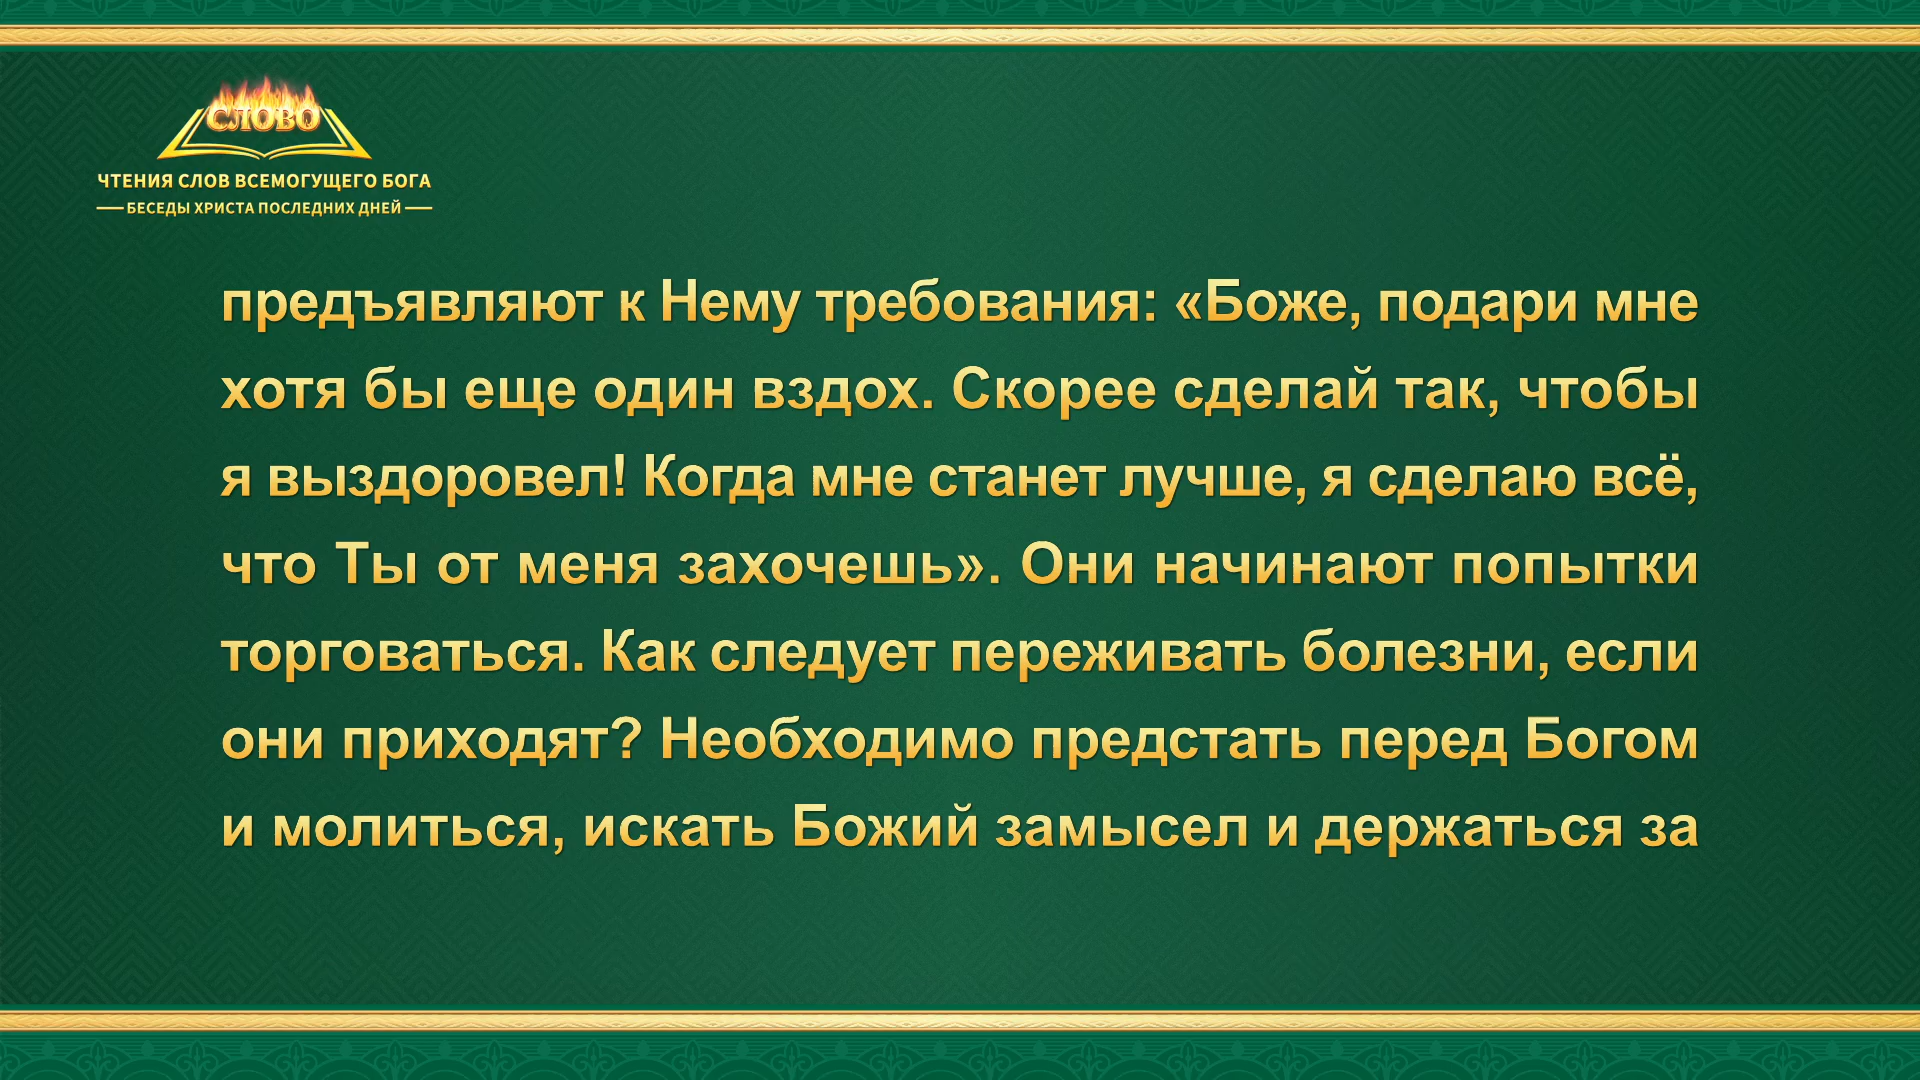 СЛОВО
ЧТЕНИЯ СЛОВ ВСЕМОГУЩЕГО БОГА
БЕСЕДЫ ХРИСТА ПОСЛЕДНИХ ДНЕЙ
предъявляют к Нему требования: «Боже, подари мне
хотя бы еще один вздох. Скорее сделай так, чтобы
я выздоровел! Когда мне станет лучше, я сделаю всё,
что Ты от меня захочешь». Они начинают попытки
торговаться. Как следует переживать болезни, если
они приходят? Необходимо предстать перед Богом
и молиться, искать Божий замысел и держаться за